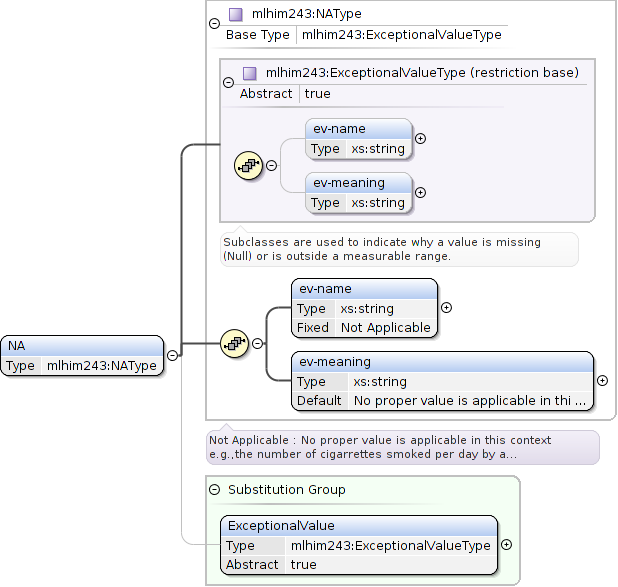 mlhim243:NAType
Base Type mlhim243:ExceptionalValueType
mlhim243:ExceptionalValueType (restriction base)
Abstract true
ev-name
Type xs:string
ev-meaning
Type xs:string
Subclasses are used to indicate why a value is missing
(Null) or is outside a measurable range.
ev-name
Type xs:string
Fixed Not Applicable
NA
Type mlhim243:NAType
ev-meaning
Type xs:string
Default No proper value is applicable in thi ...
Not Applicable : No proper value is applicable in this context
e.g.,the number of cigarrettes smoked per day by a...
Substitution Group
ExceptionalValue
Type mlhim243:ExceptionalValueType
Abstract true